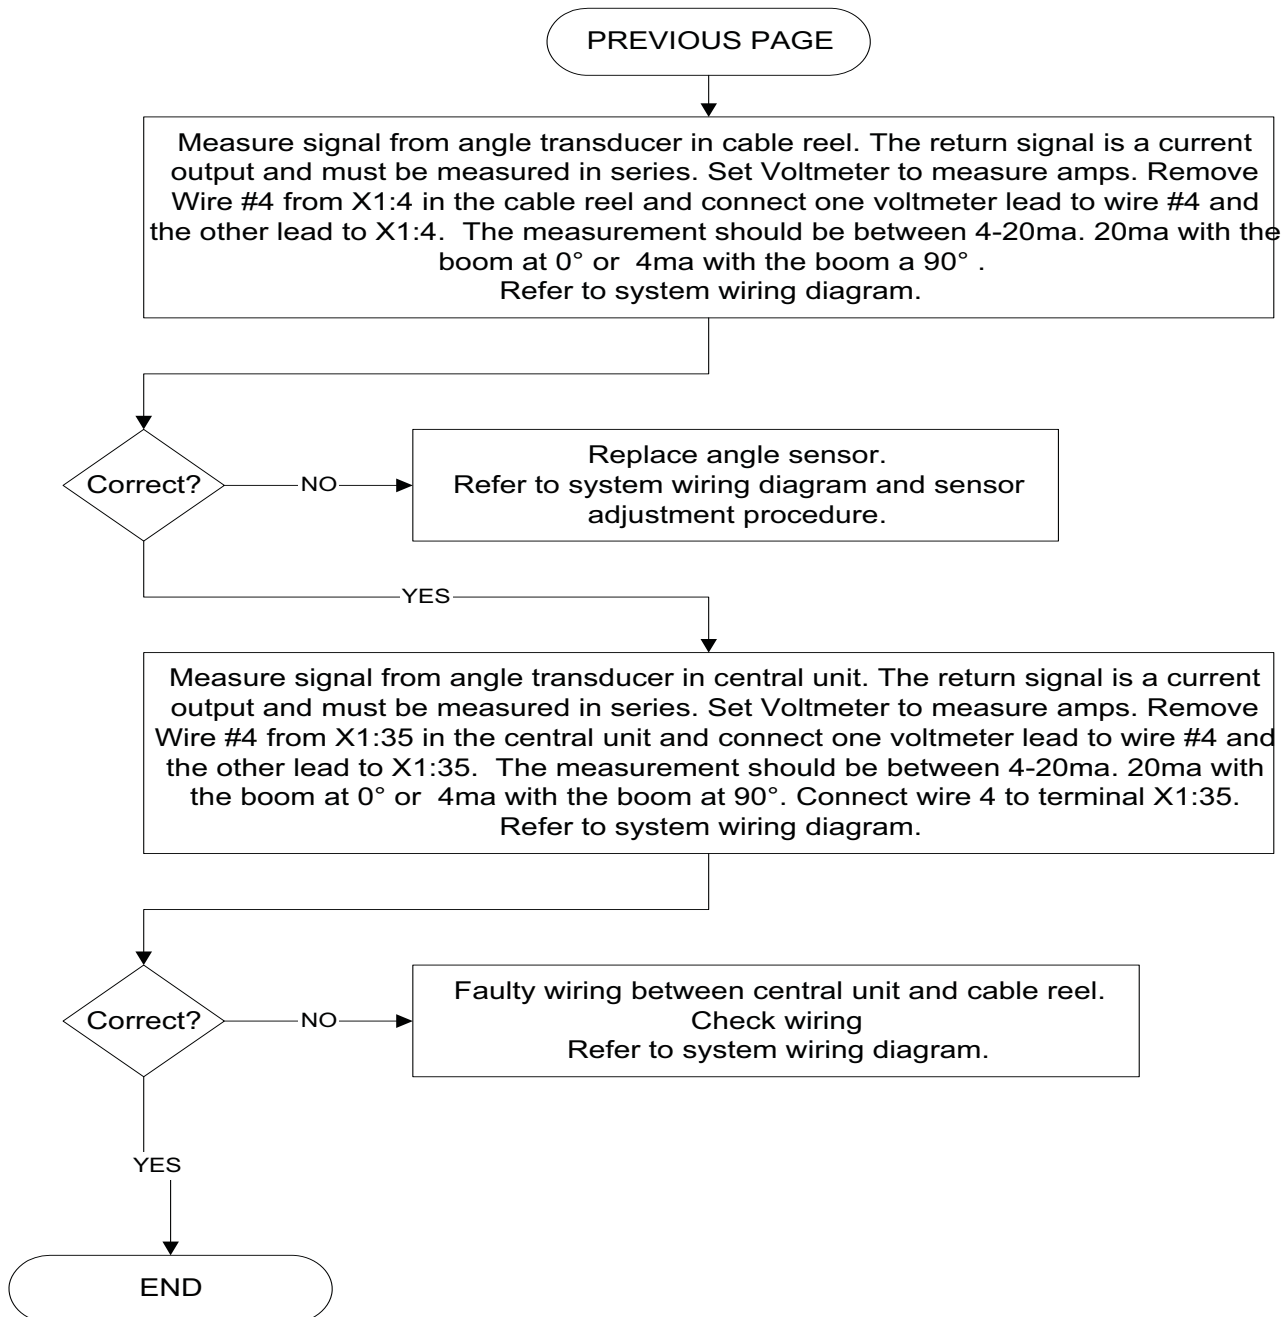 PREVIOUS PAGE
Measure signal from angle transducer in cable reel. The return signal is a current
output and must be measured in series. Set Voltmeter to measure amps. Remove
Wire #4 from X1:4 in the cable reel and connect one voltmeter lead to wire #4 and
the other lead to X1:4.  The measurement should be between 4-20ma. 20ma with the
boom at 0° or  4ma with the boom a 90° .
Refer to system wiring diagram.
Correct?
NO
Replace angle sensor.
Refer to system wiring diagram and sensor
adjustment procedure.
YES
Measure signal from angle transducer in central unit. The return signal is a current
output and must be measured in series. Set Voltmeter to measure amps. Remove
Wire #4 from X1:35 in the central unit and connect one voltmeter lead to wire #4 and
the other lead to X1:35.  The measurement should be between 4-20ma. 20ma with
the boom at 0° or  4ma with the boom at 90°. Connect wire 4 to terminal X1:35.
Refer to system wiring diagram.
Correct?
NO
Faulty wiring between central unit and cable reel.
Check wiring
Refer to system wiring diagram.
YES
END